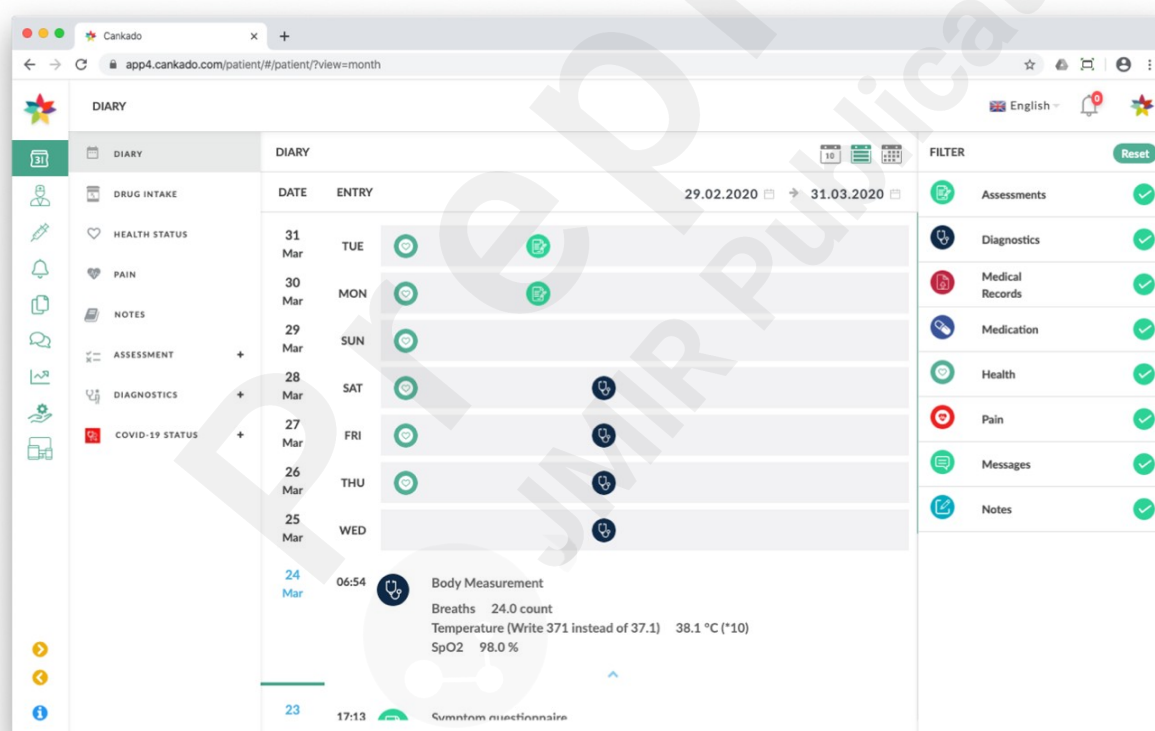 Cankado
app4.cankado.com/patient/#/patient/?view=month
DIARY
English
0
31
DIARY
DRUG INTAKE
HEALTH STATUS
PAIN
NOTES
ASSESSMENT +
DIAGNOSTICS +
COVID-19 STATUS +
DIARY
10
DATE ENTRY 29.02.2020 → 31.03.2020
31 Mar TUE
30 Mar MON
29 Mar SUN
28 Mar SAT
27 Mar FRI
26 Mar THU
25 Mar WED
24 Mar 06:54 Body Measurement
Breaths 24.0 count
Temperature (Write 371 instead of 37.1) 38.1 °C (*10)
SpO2 98.0 %
23 17:13 Symptom questionnaire
FILTER Reset
Assessments
Diagnostics
Medical
Records
Medication
Health
Pain
Messages
Notes
Prepr
JMIR Publicat